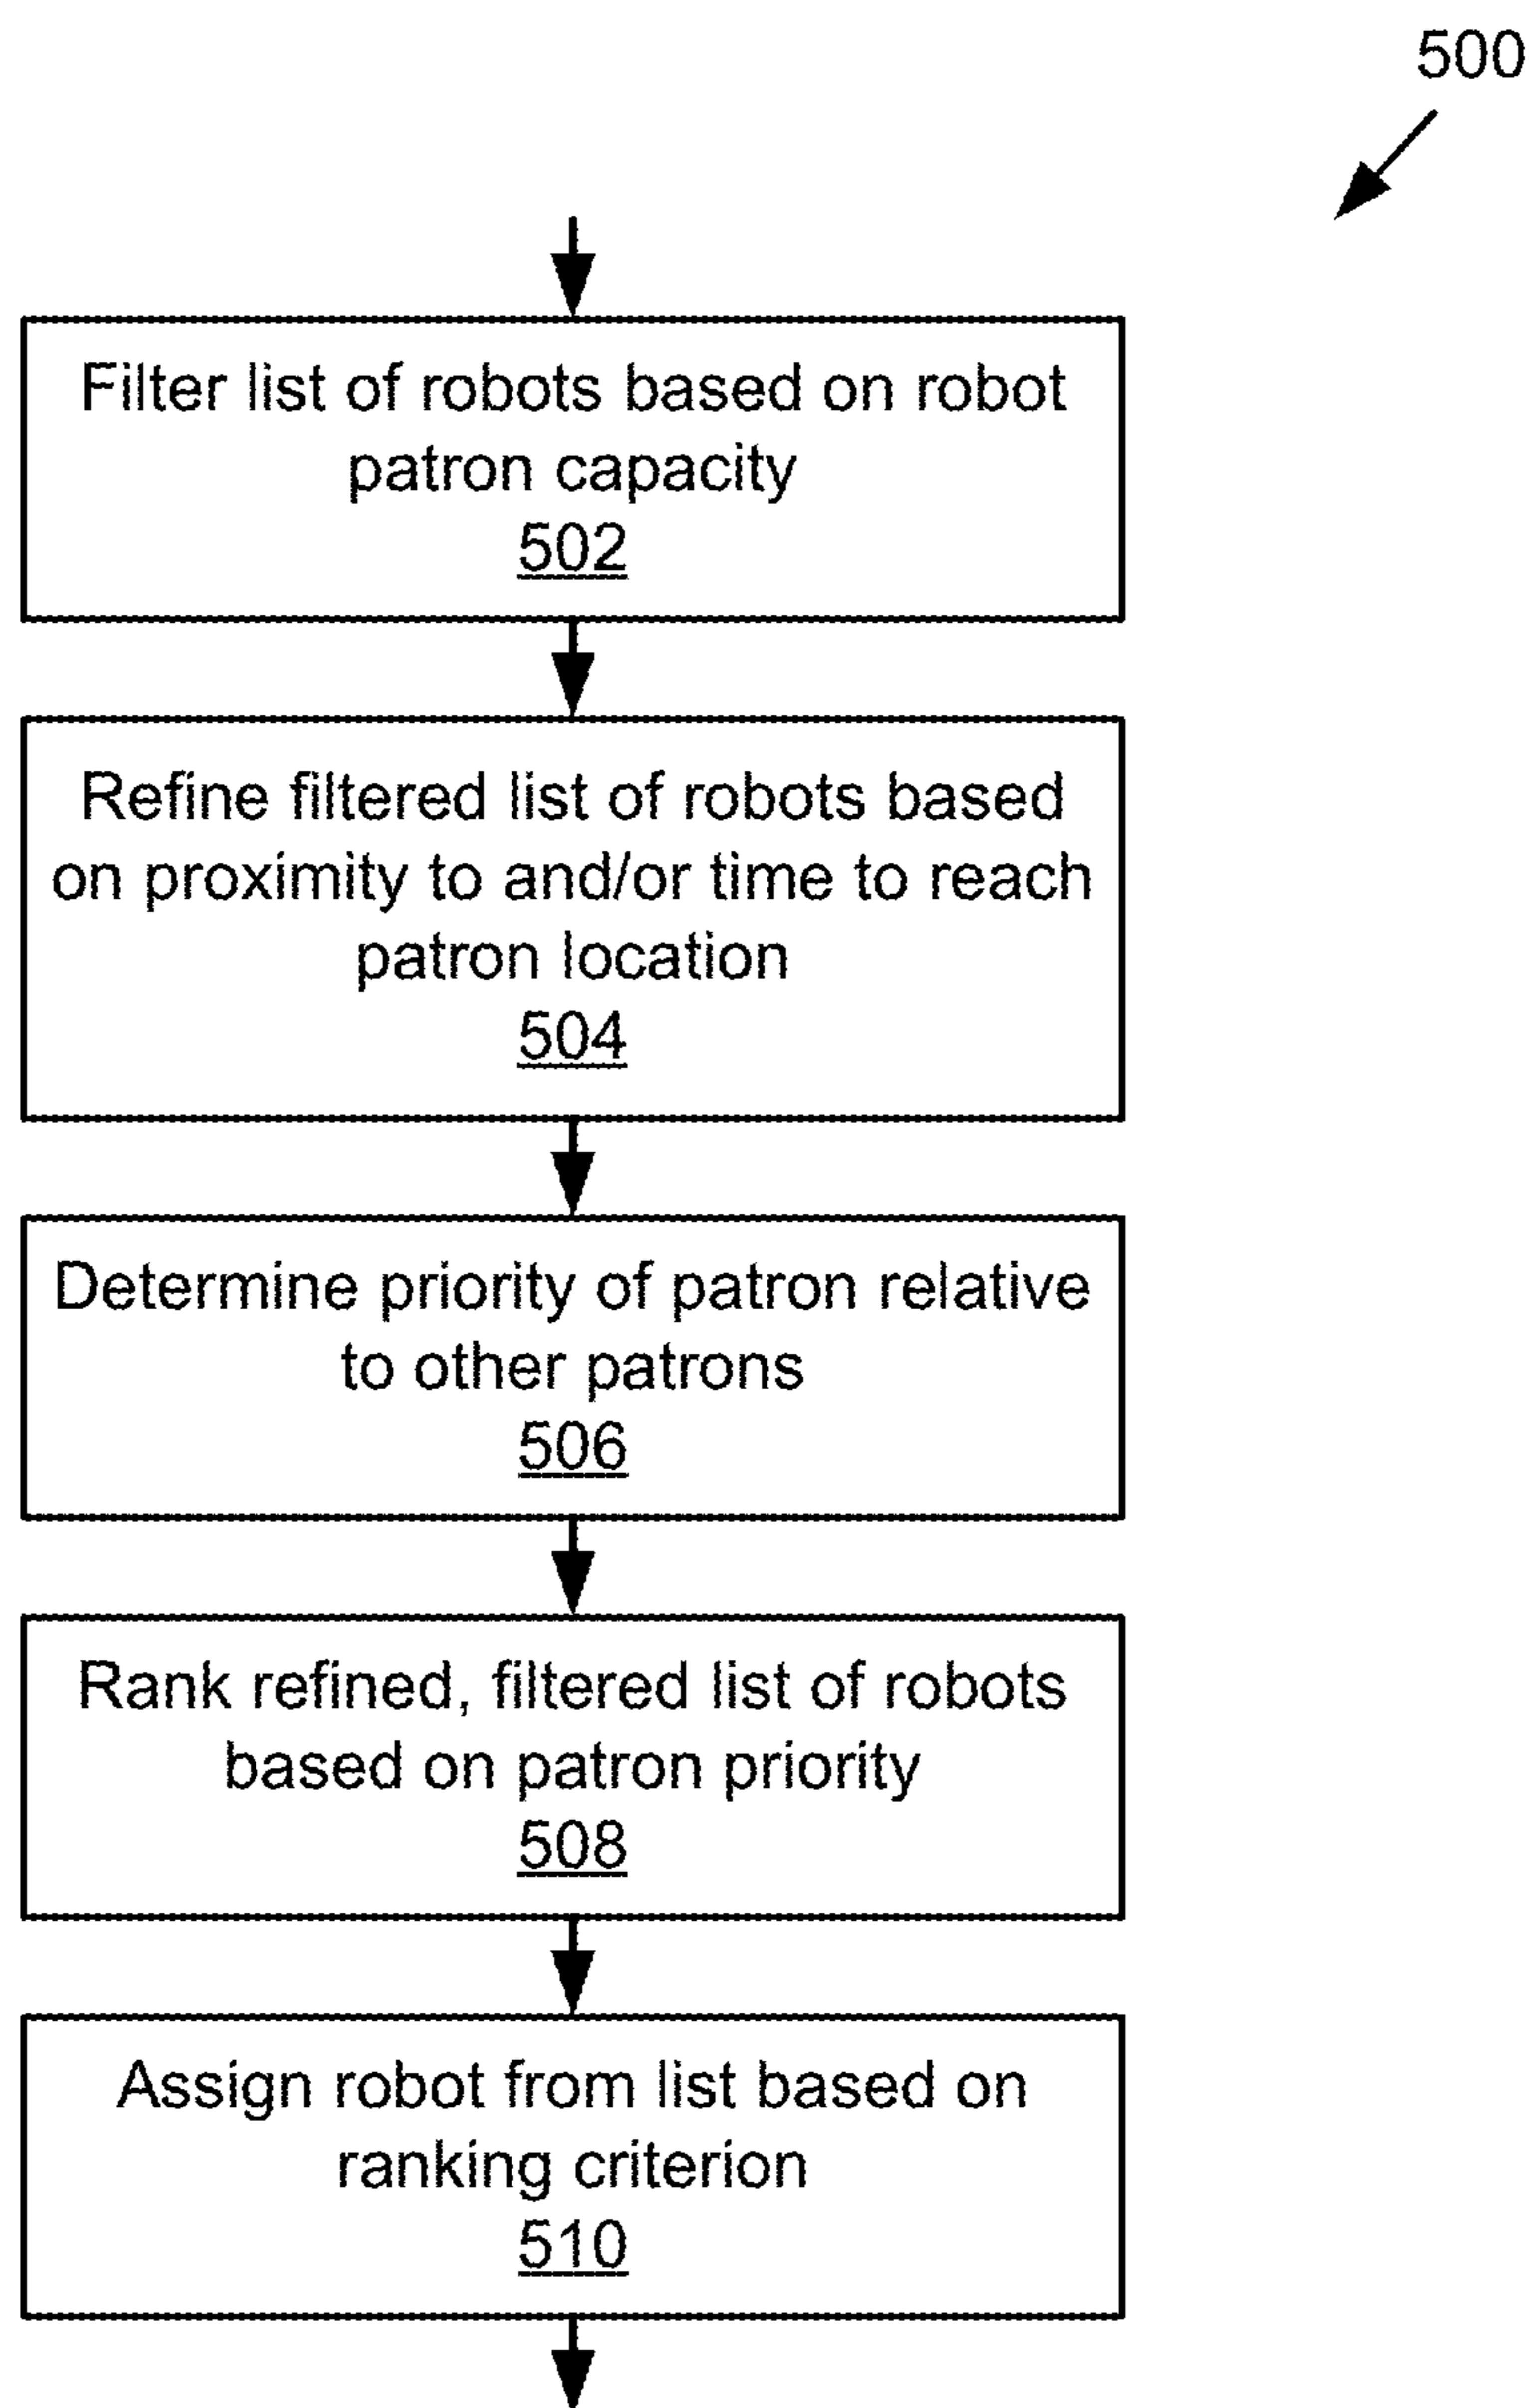 500
Filter list of robots based on robot
patron capacity
502
Refine filtered list of robots based
on proximity to and/or time to reach
patron location
504
Determine priority of patron relative
to other patrons
506
Rank refined, filtered list of robots
based on patron priority
508
Assign robot from list based on
ranking criterion
510